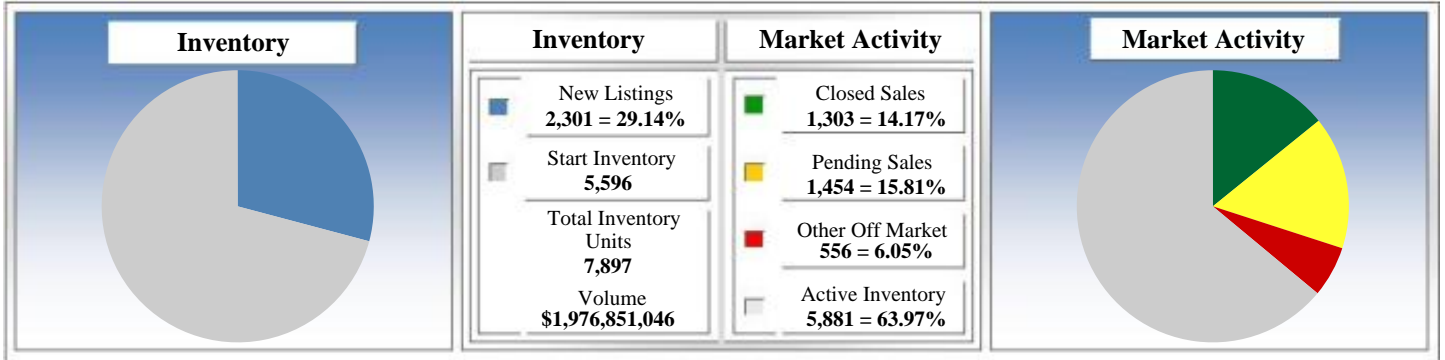 Inventory
Inventory
Market Activity
New Listings
2,301 = 29.14%
Start Inventory
5,596
Total Inventory
Units
7,897
Volume
$1,976,851,046
Closed Sales
1,303 = 14.17%
Pending Sales
1,454 = 15.81%
Other Off Market
556 = 6.05%
Active Inventory
5,881 = 63.97%
Market Activity